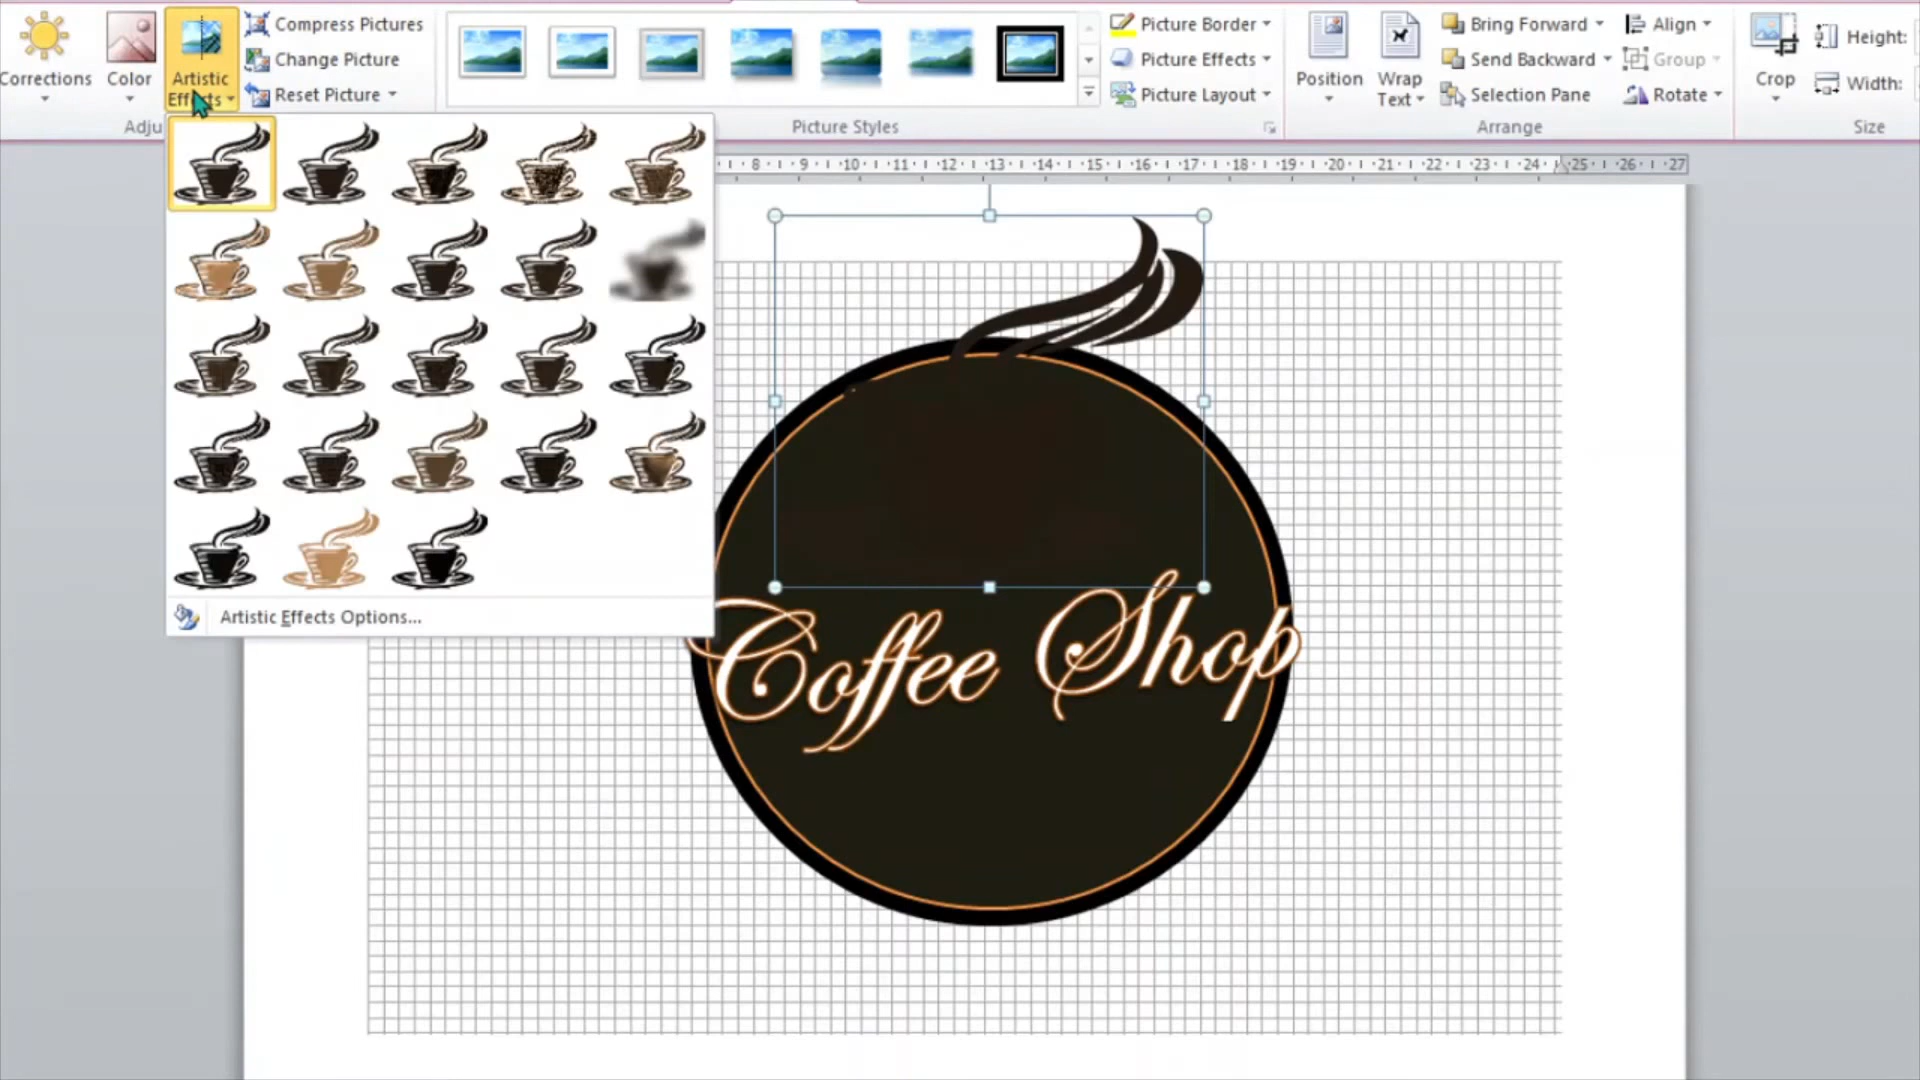 Corrections
Color
Artistic
Effects
Compress Pictures
Change Picture
Reset Picture
Picture Border
Picture Effects
Picture Layout
Position
Wrap
Text
Bring Forward
Send Backward
Selection Pane
Align
Group
Rotate
Crop
Height:
Width:
Adju
Picture Styles
Arrange
Size
8 9 10 11 12 13 14 15 16 17 18 19 20 21 22 23 24 25 26 27
Artistic Effects Options...
Coffee Shop